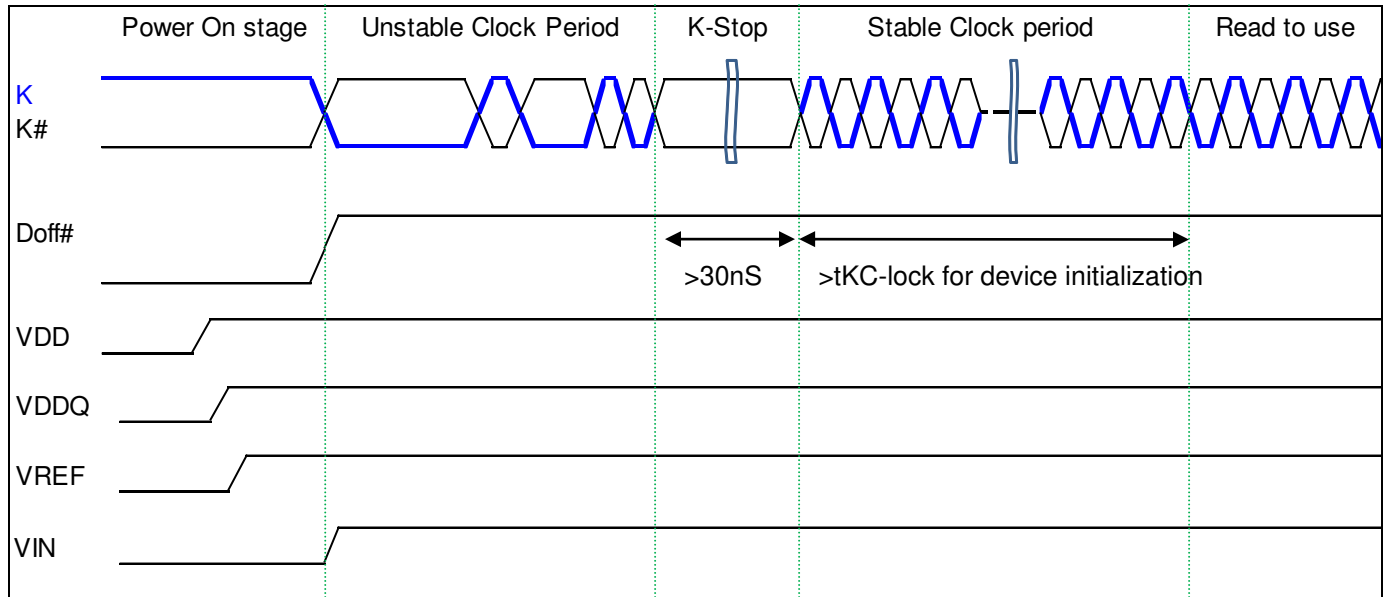 Power On stage
Unstable Clock Period
K-Stop
Stable Clock period
Read to use
K
K#
Doff#
>30nS
>tKC-lock for device initialization
VDD
VDDQ
VREF
VIN